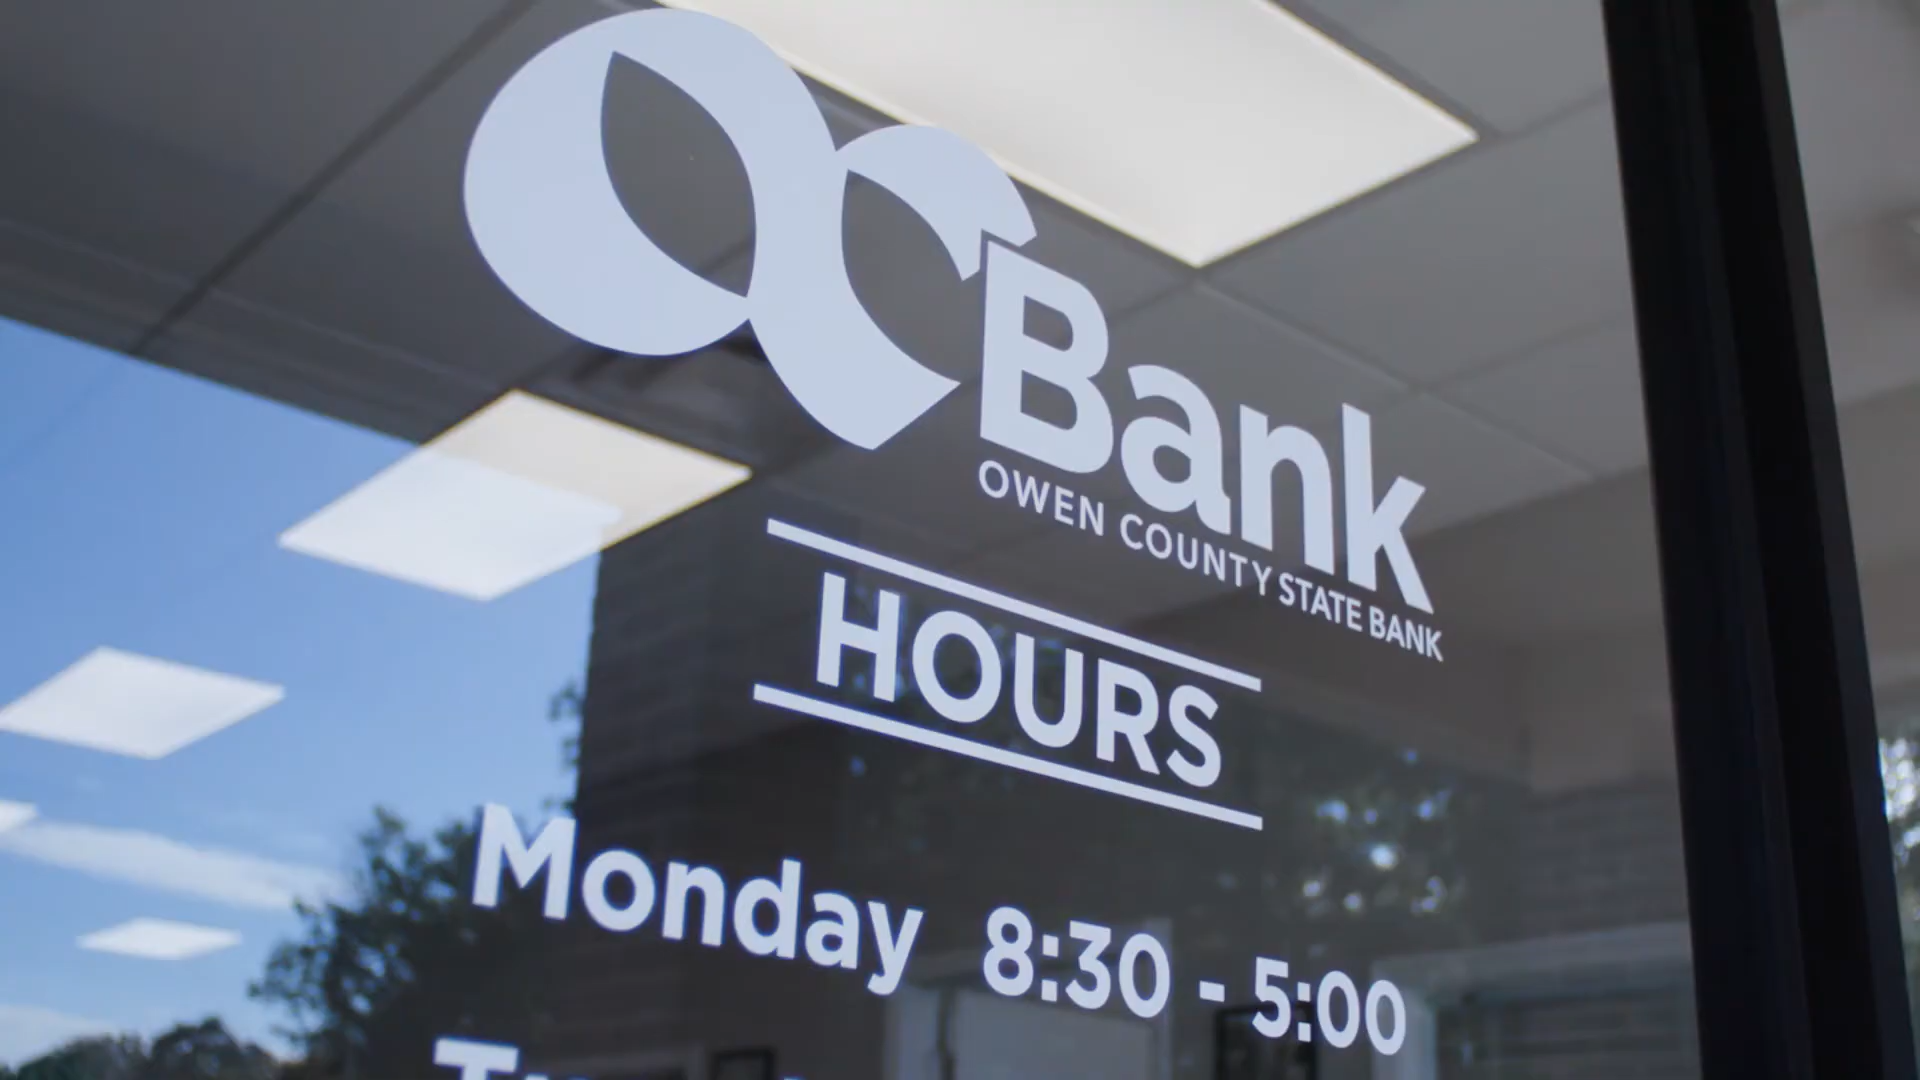 OC Bank
OWEN COUNTY STATE BANK
HOURS
Monday 8:30 - 5:00